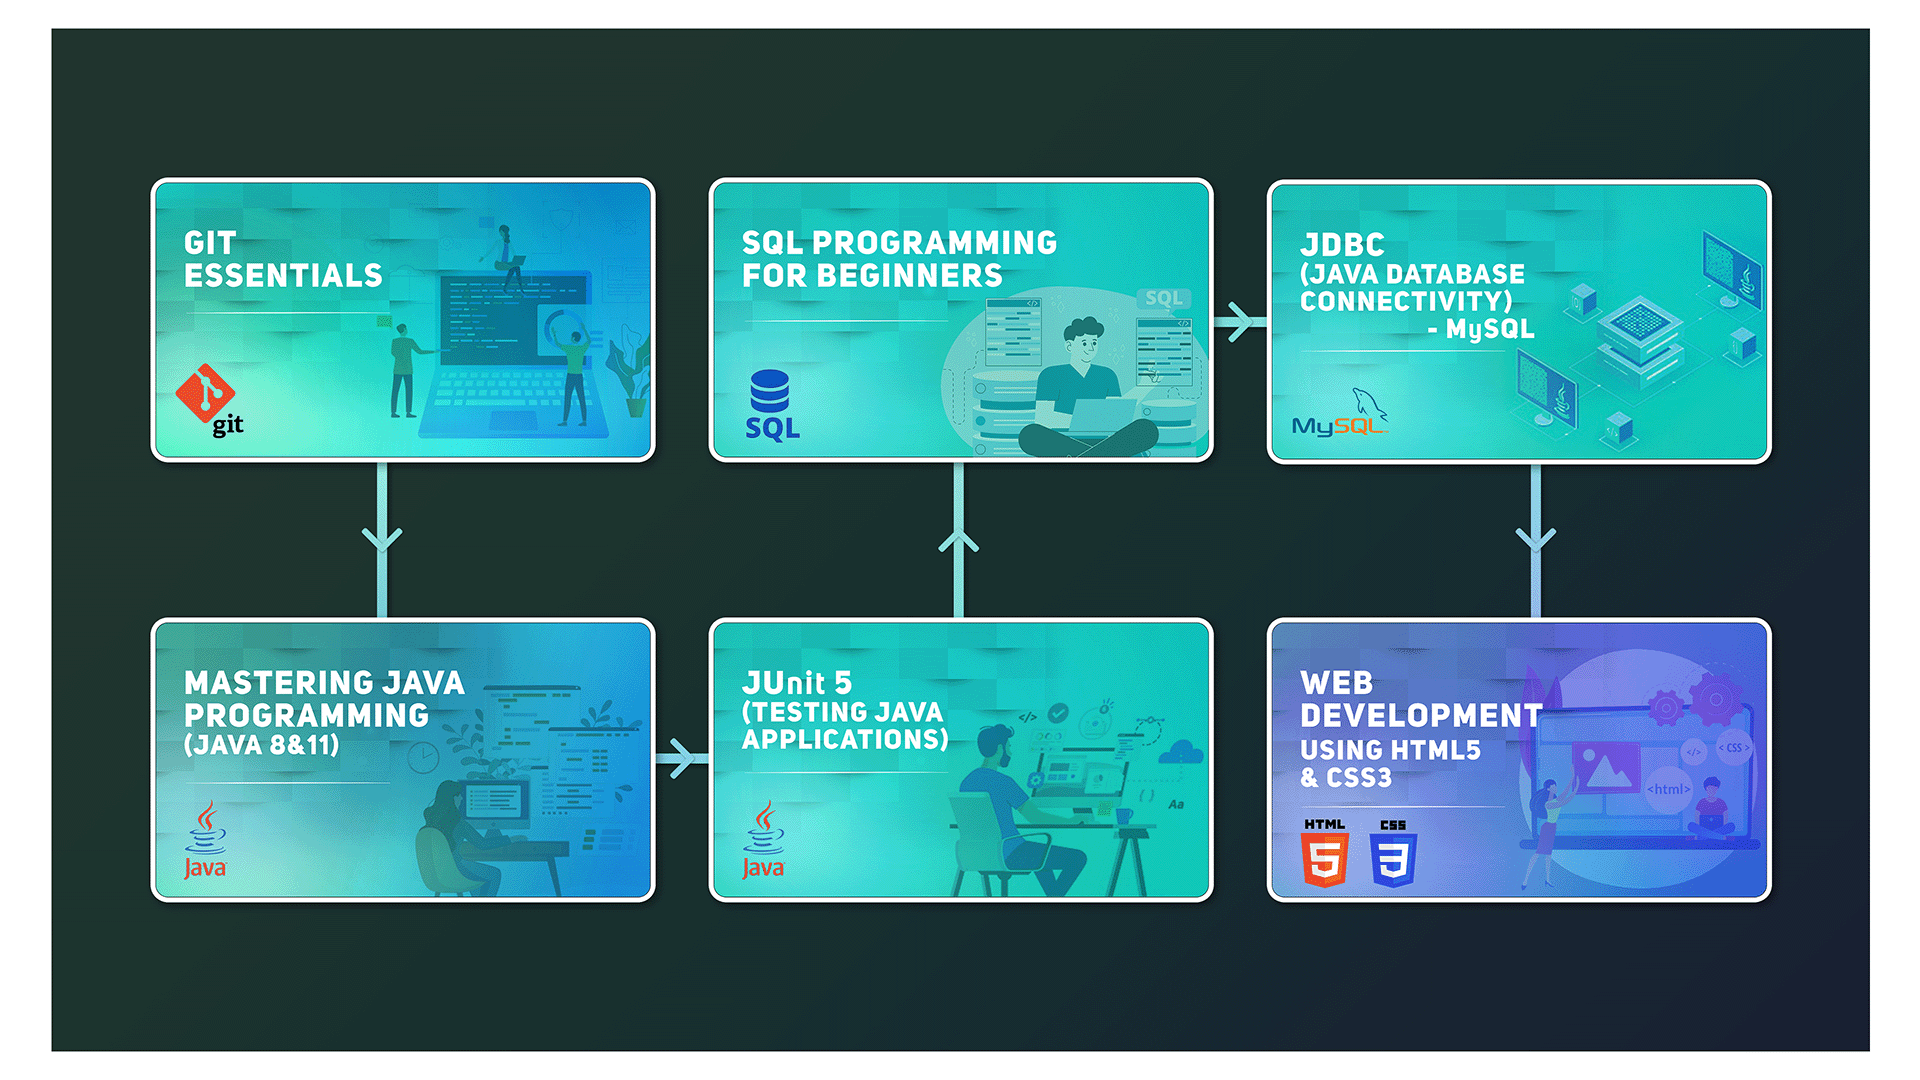 GIT
ESSENTIALS
git
SQL PROGRAMMING
FOR BEGINNERS
SQL
</>
</>
SQL
JDBC
(JAVA DATABASE
CONNECTIVITY)
- MySQL
MySQL
MASTERING JAVA
PROGRAMMING
(JAVA 8&11)
Java
JUnit 5
(TESTING JAVA
APPLICATIONS)
</>
{ }
Aa
Java
WEB
DEVELOPMENT
USING HTML5
& CSS3
</>
< CSS >
<html>
HTML
5
CSS
3